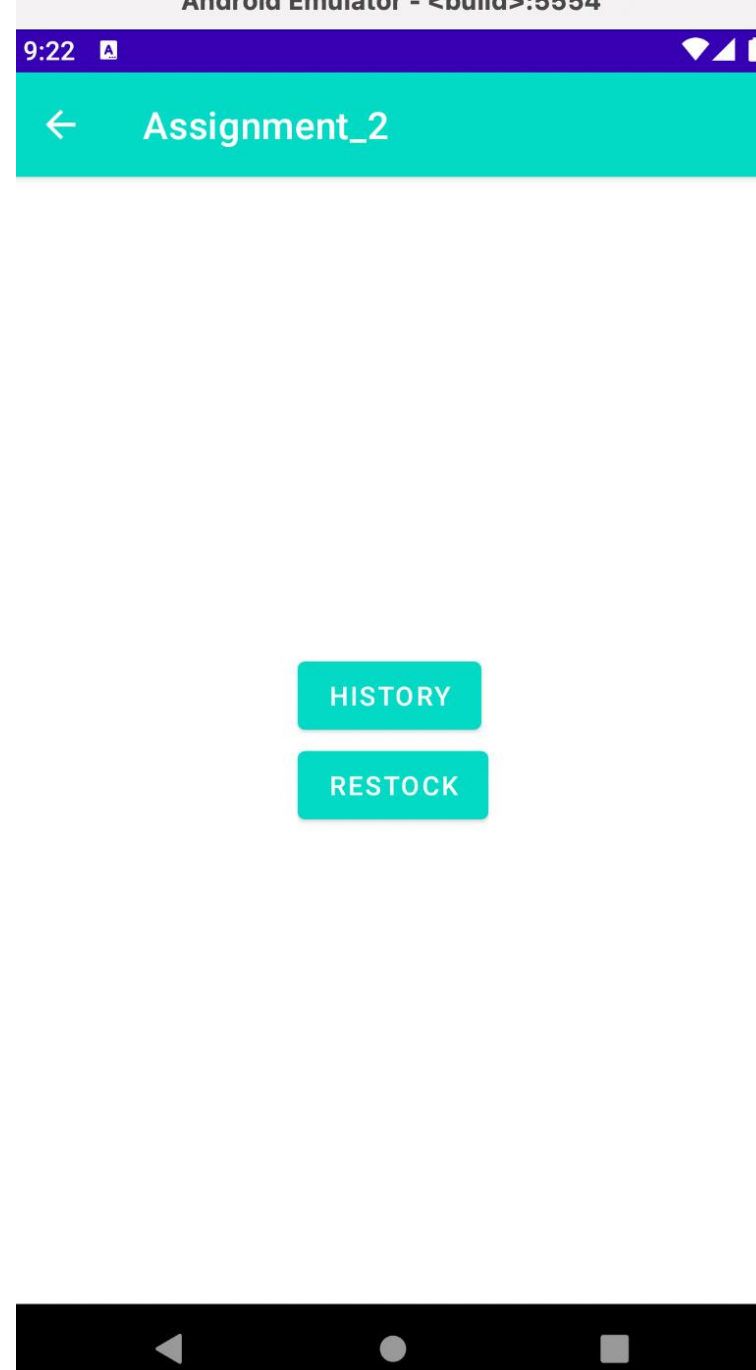 Android Emulator - <build>:5554
9:22 A
Assignment_2
HISTORY
RESTOCK